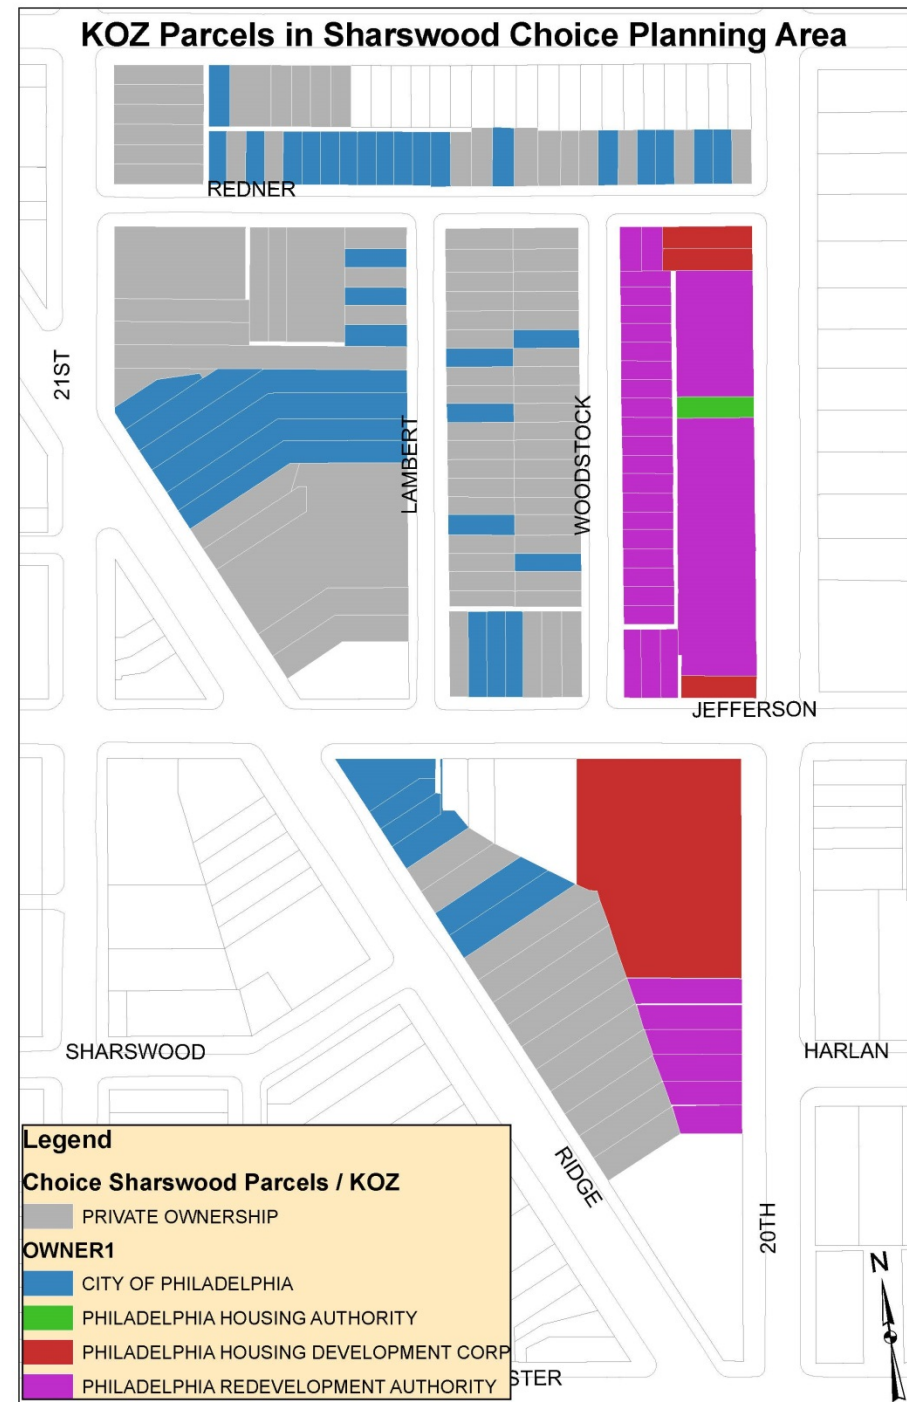 KOZ Parcels in Sharswood Choice Planning Area
REDNER
21ST
LAMBERT
WOODSTOCK
JEFFERSON
SHARSWOOD
HARLAN
RIDGE
20TH
N
STER
Legend
Choice Sharswood Parcels / KOZ
PRIVATE OWNERSHIP
OWNER1
CITY OF PHILADELPHIA
PHILADELPHIA HOUSING AUTHORITY
PHILADELPHIA HOUSING DEVELOPMENT CORP
PHILADELPHIA REDEVELOPMENT AUTHORITY